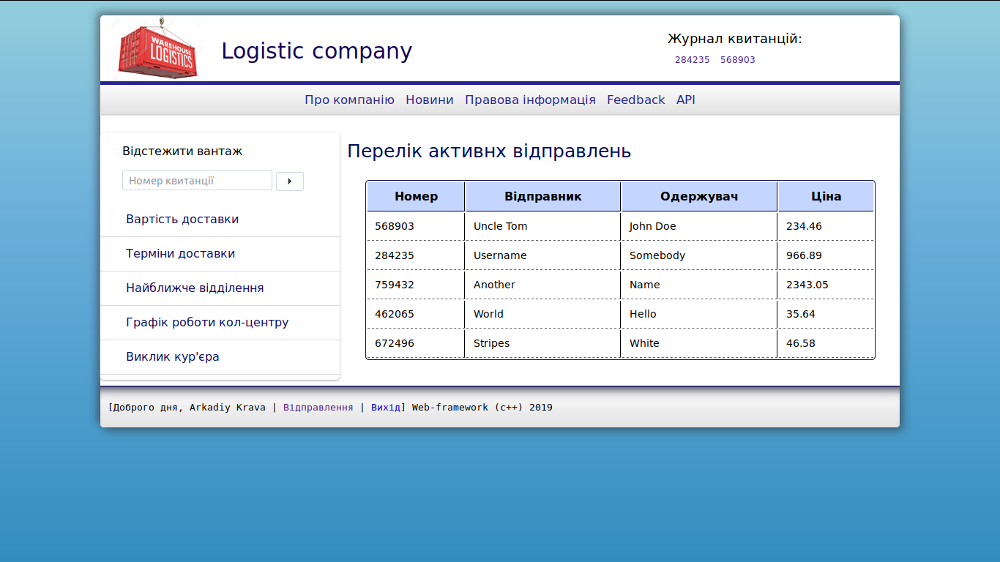 WAREHOUSE
LOGISTICS
Logistic company
Журнал квитанцій:
284235 568903
Про компанію Новини Правова інформація Feedback API
Відстежити вантаж
Номер квитанції
Вартість доставки
Терміни доставки
Найближче відділення
Графік роботи кол-центру
Виклик кур'єра
Перелік активнх відправлень
Номер Відправник Одержувач Ціна
568903 Uncle Tom John Doe 234.46
284235 Username Somebody 966.89
759432 Another Name 2343.05
462065 World Hello 35.64
672496 Stripes White 46.58
[Доброго дня, Arkadiy Krava | Відправлення | Вихід] Web-framework (c++) 2019